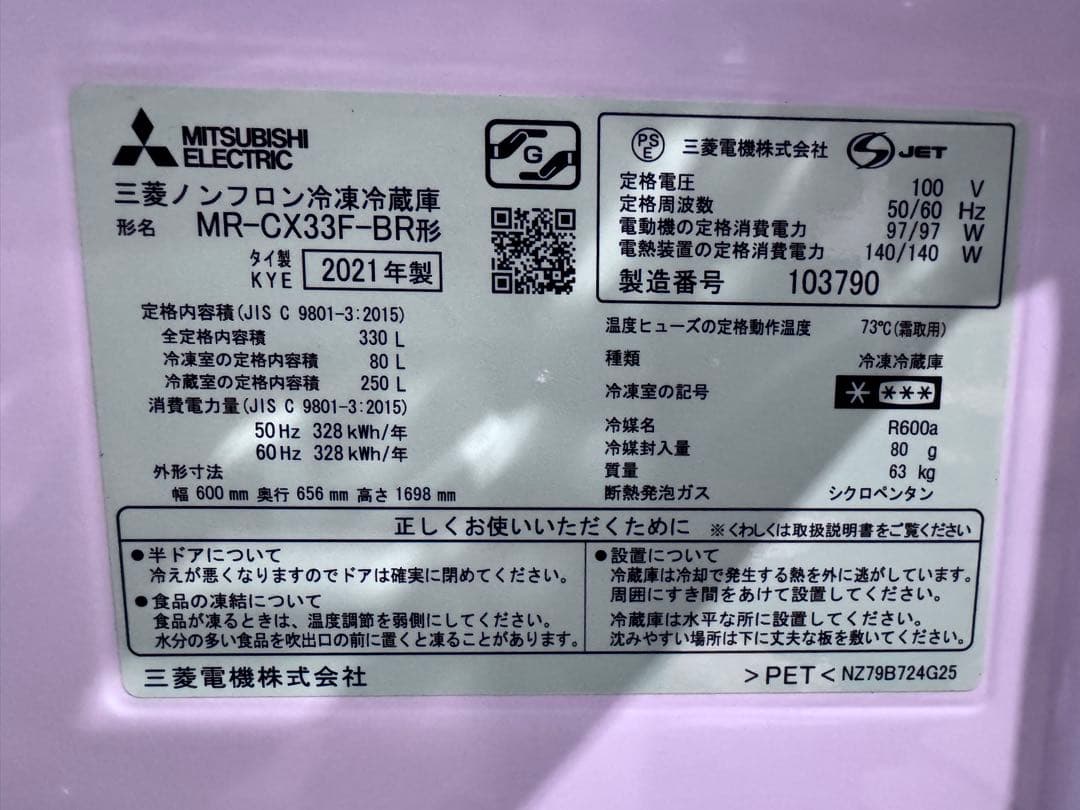 MITSUBISHI
ELECTRIC
三菱ノンフロン冷凍冷蔵庫
形名 MR-CX33F-BR形
タイ製
KYE 2021年製
G
定格内容積(JIS C 9801-3:2015)
全定格内容積 330 L
冷凍室の定格内容積 80 L
冷蔵室の定格内容積 250 L
消費電力量(JIS C 9801-3:2015)
50Hz 328kWh/年
60Hz 328kWh/年
外形寸法
幅 600mm 奥行 656mm 高さ 1698mm
PS
E 三菱電機株式会社 S JET
定格電圧 100 V
定格周波数 50/60 Hz
電動機の定格消費電力 97/97 W
電熱装置の定格消費電力 140/140 W
製造番号 103790
温度ヒューズの定格動作温度 73℃(霜取用)
種類 冷凍冷蔵庫
冷凍室の記号 * ***
冷媒名 R600a
冷媒封入量 80 g
質量 63 kg
断熱発泡ガス シクロペンタン
正しくお使いいただくために ※くわしくは取扱説明書をご覧ください
●半ドアについて
冷えが悪くなりますのでドアは確実に閉めてください。
●食品の凍結について
食品が凍るときは、温度調節を弱側にしてください。
水分の多い食品を吹出口の前に置くと凍ることがあります。
●設置について
冷蔵庫は冷却で発生する熱を外に逃がしています。
周囲にすき間をあけて設置してください。
冷蔵庫は水平な所に設置してください。
沈みやすい場所は下に丈夫な板を敷いてください。
三菱電機株式会社 >PET< NZ79B724G25